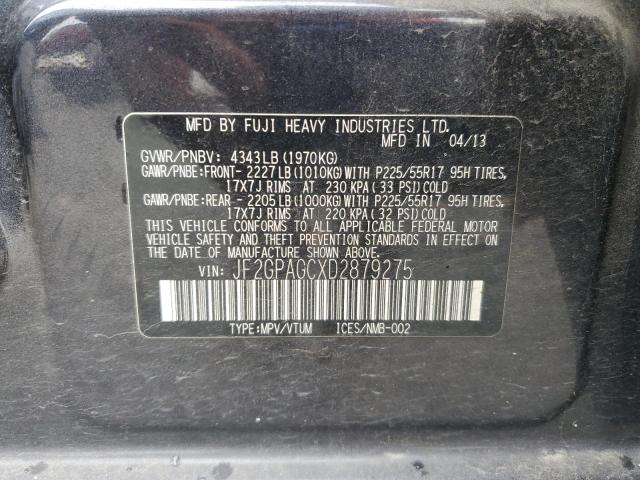 MFD BY FUJI HEAVY INDUSTRIES LTD.
MFD IN 04/13
GVWR/PNBV: 4343LB(1970KG)
GAWR/PNBE:FRONT- 2227LB(1010KG)WITH P225/55R17 95H TIRES,
17X7J RIMS AT 230 KPA(33 PSI)COLD
GAWR/PNBE:REAR - 2205LB(1000KG)WITH P225/55R17 95H TIRES,
17X7J RIMS AT 220 KPA(32 PSI)COLD
THIS VEHICLE CONFORMS TO ALL APPLICABLE FEDERAL MOTOR
VEHICLE SAFETY AND THEFT PREVENTION STANDARDS IN EFFECT
ON THE DATE OF MANUFACTURE SHOWN ABOVE.
VIN: JF2GPAGCXD2879275
TYPE:MPV/VTUM ICES/NMB-002